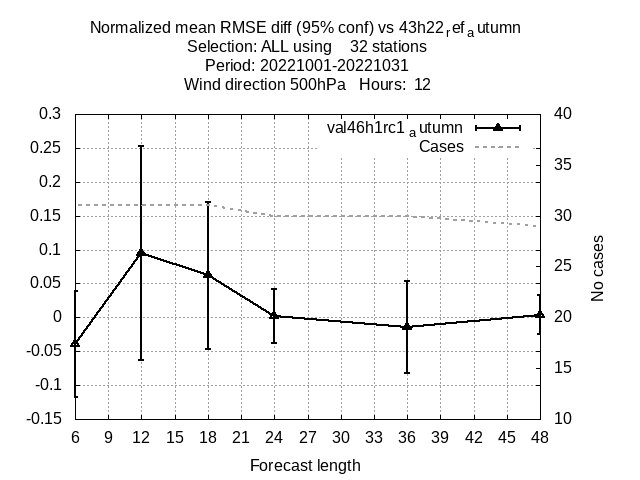 Normalized mean RMSE diff (95% conf) vs 43h22refautumn
Selection: ALL using 32 stations
Period: 20221001-20221031
Wind direction 500hPa Hours: 12
val46h1rc1autumn
Cases
0.3
0.25
0.2
0.15
0.1
0.05
0
-0.05
-0.1
-0.15
40
35
30
25
20
15
10
No cases
6 9 12 15 18 21 24 27 30 33 36 39 42 45 48
Forecast length